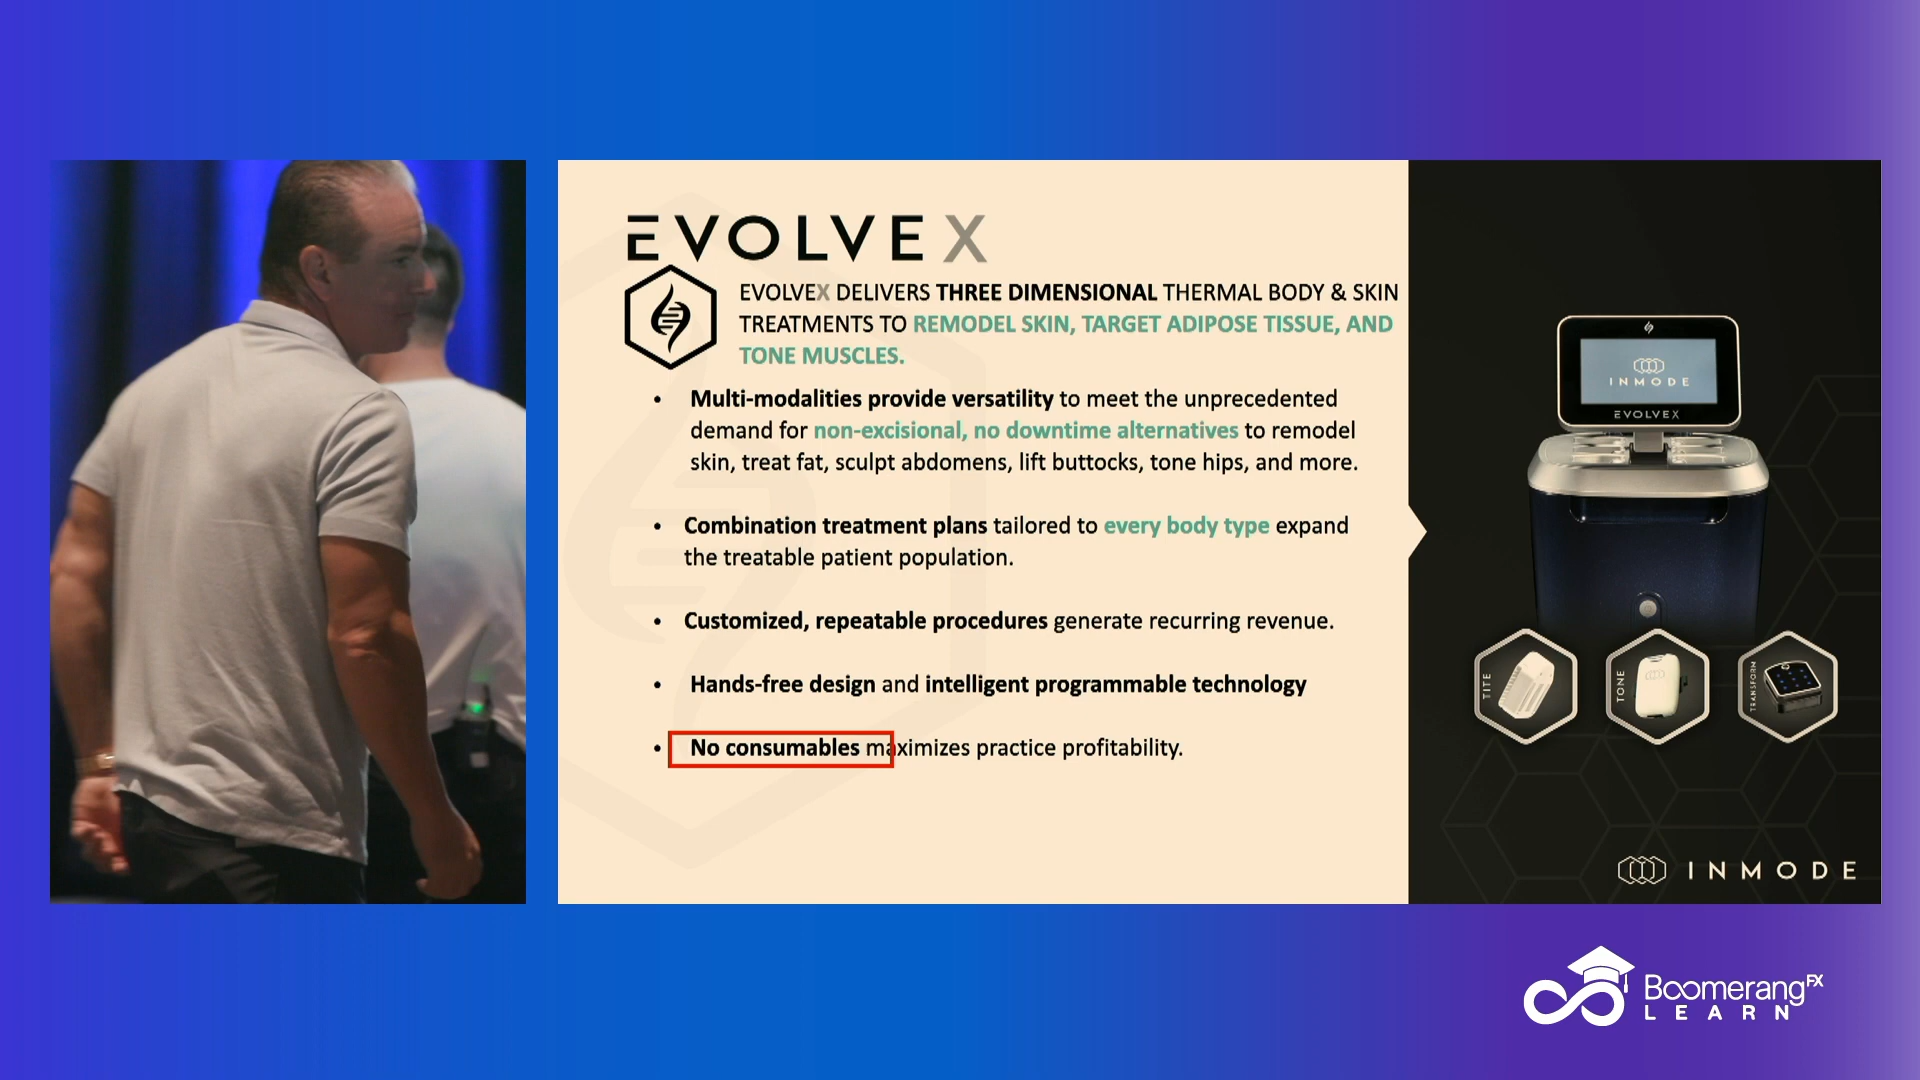 EVOLVEX
EVOLVEX DELIVERS THREE DIMENSIONAL THERMAL BODY & SKIN
TREATMENTS TO REMODEL SKIN, TARGET ADIPOSE TISSUE, AND
TONE MUSCLES.
• Multi-modalities provide versatility to meet the unprecedented
demand for non-excisional, no downtime alternatives to remodel
skin, treat fat, sculpt abdomens, lift buttocks, tone hips, and more.
• Combination treatment plans tailored to every body type expand
the treatable patient population.
• Customized, repeatable procedures generate recurring revenue.
• Hands-free design and intelligent programmable technology
• No consumables maximizes practice profitability.
INMODE
EVOLVEX
TITE
TONE
TRANSFORM
INMODE
BoomerangFX
LEARN